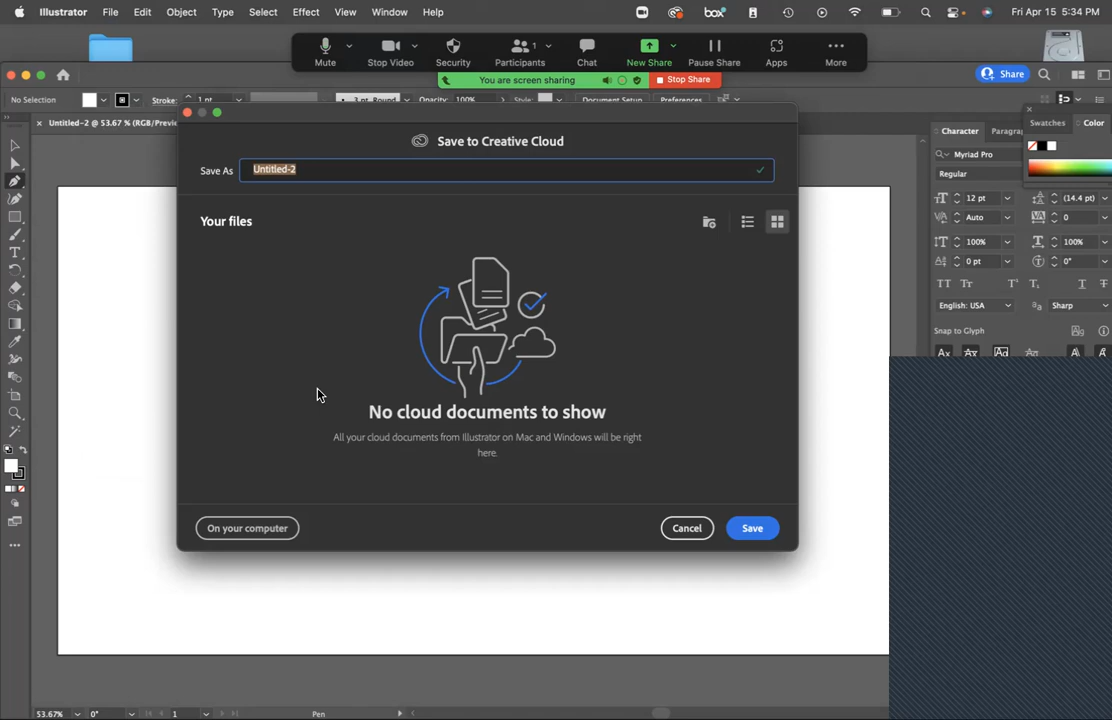 Illustrator File Edit Object Type Select Effect View Window Help
box
Fri Apr 15 5:34 PM
Mute
Stop Video
Security
1
Participants
Chat
New Share
Pause Share
Apps
More
You are screen sharing
Stop Share
Share
No Selection
Stroke:
1 pt
3 pt. Round
Opacity:
100%
Style:
Document Setup
Preferences
Untitled-2 @ 53.67 % (RGB/Previe
Save to Creative Cloud
Save As
Untitled-2
Your files
No cloud documents to show
All your cloud documents from Illustrator on Mac and Windows will be right
here.
On your computer
Cancel
Save
Swatches
Color
Character
Paragra
Myriad Pro
Regular
12 pt
(14.4 pt)
Auto
0
100%
100%
0 pt
0°
English: USA
Sharp
Snap to Glyph
53.67%
0°
1
Pen